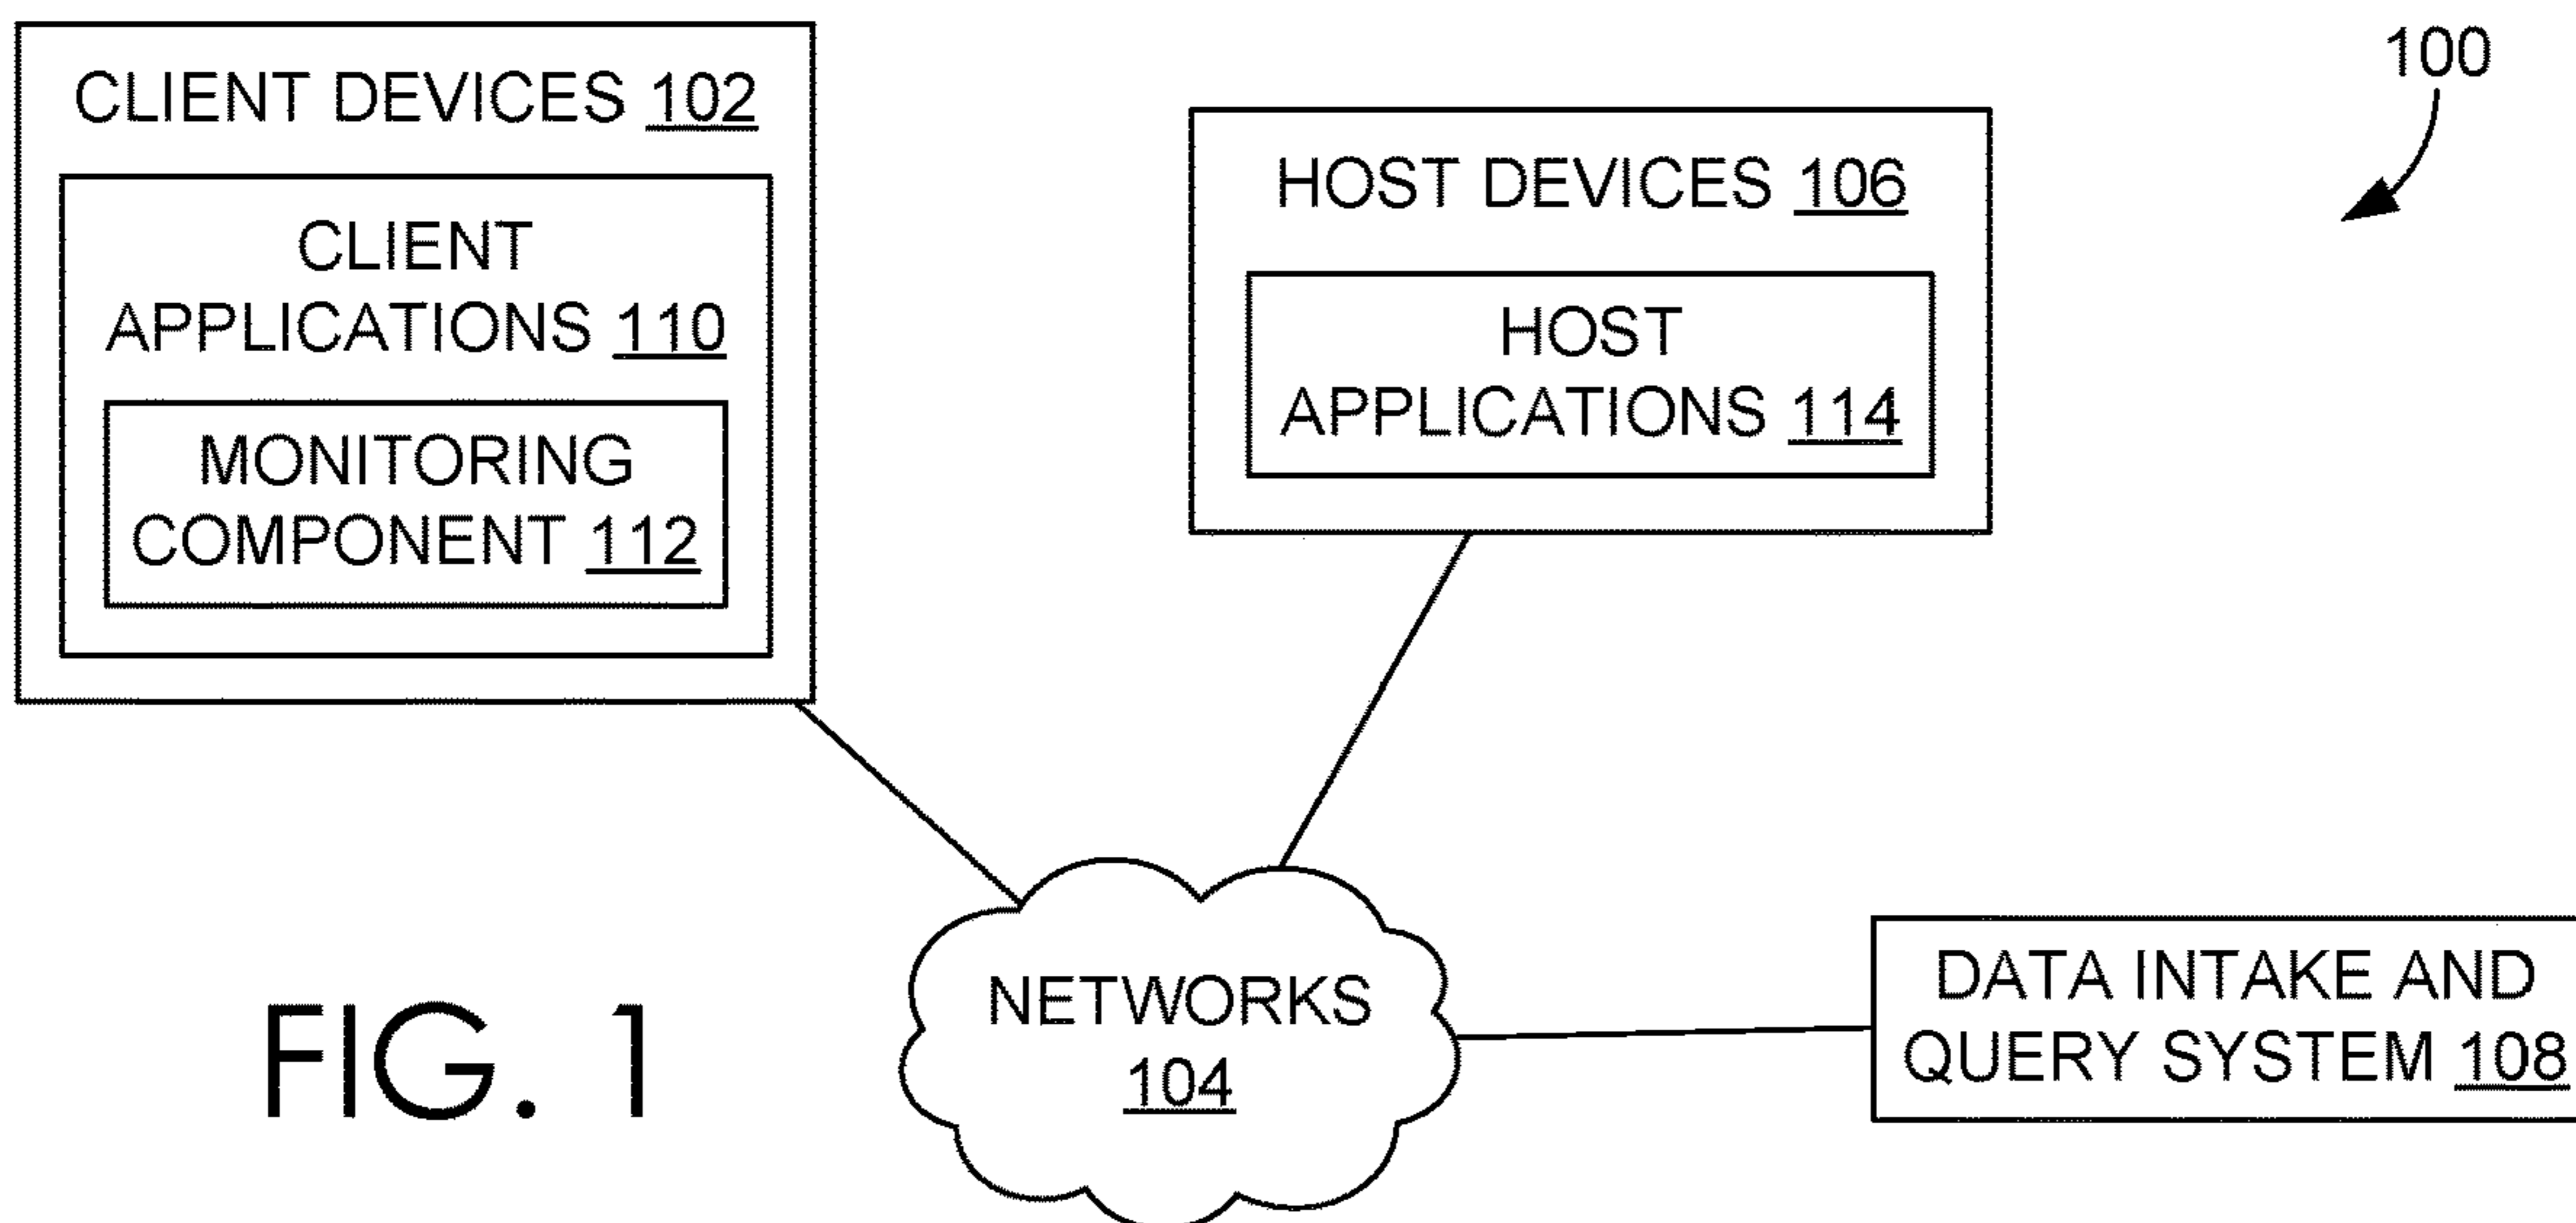 100
CLIENT DEVICES 102
CLIENT
APPLICATIONS 110
MONITORING
COMPONENT 112
HOST DEVICES 106
HOST
APPLICATIONS 114
NETWORKS
104
DATA INTAKE AND
QUERY SYSTEM 108
FIG. 1